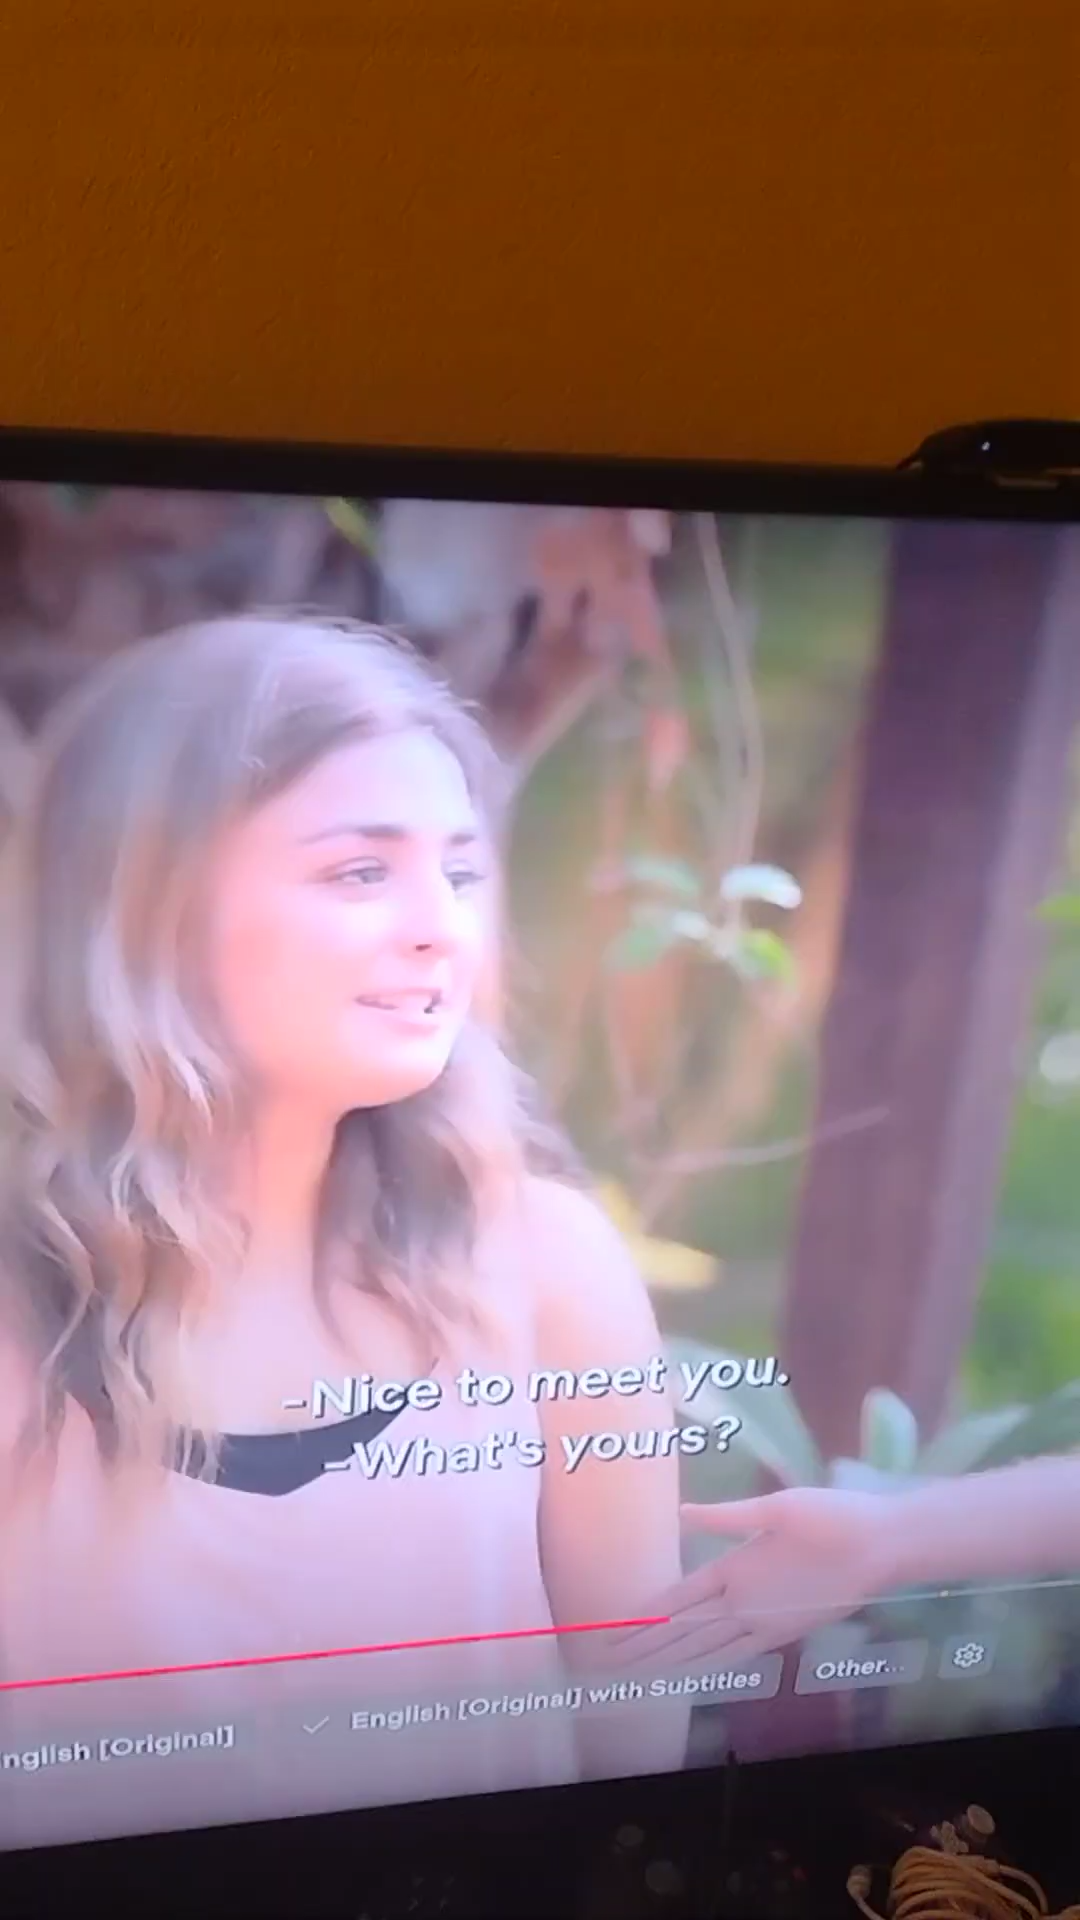 -Nice to meet you.
-What's yours?
nglish [Original]
English [Original] with Subtitles
Other...